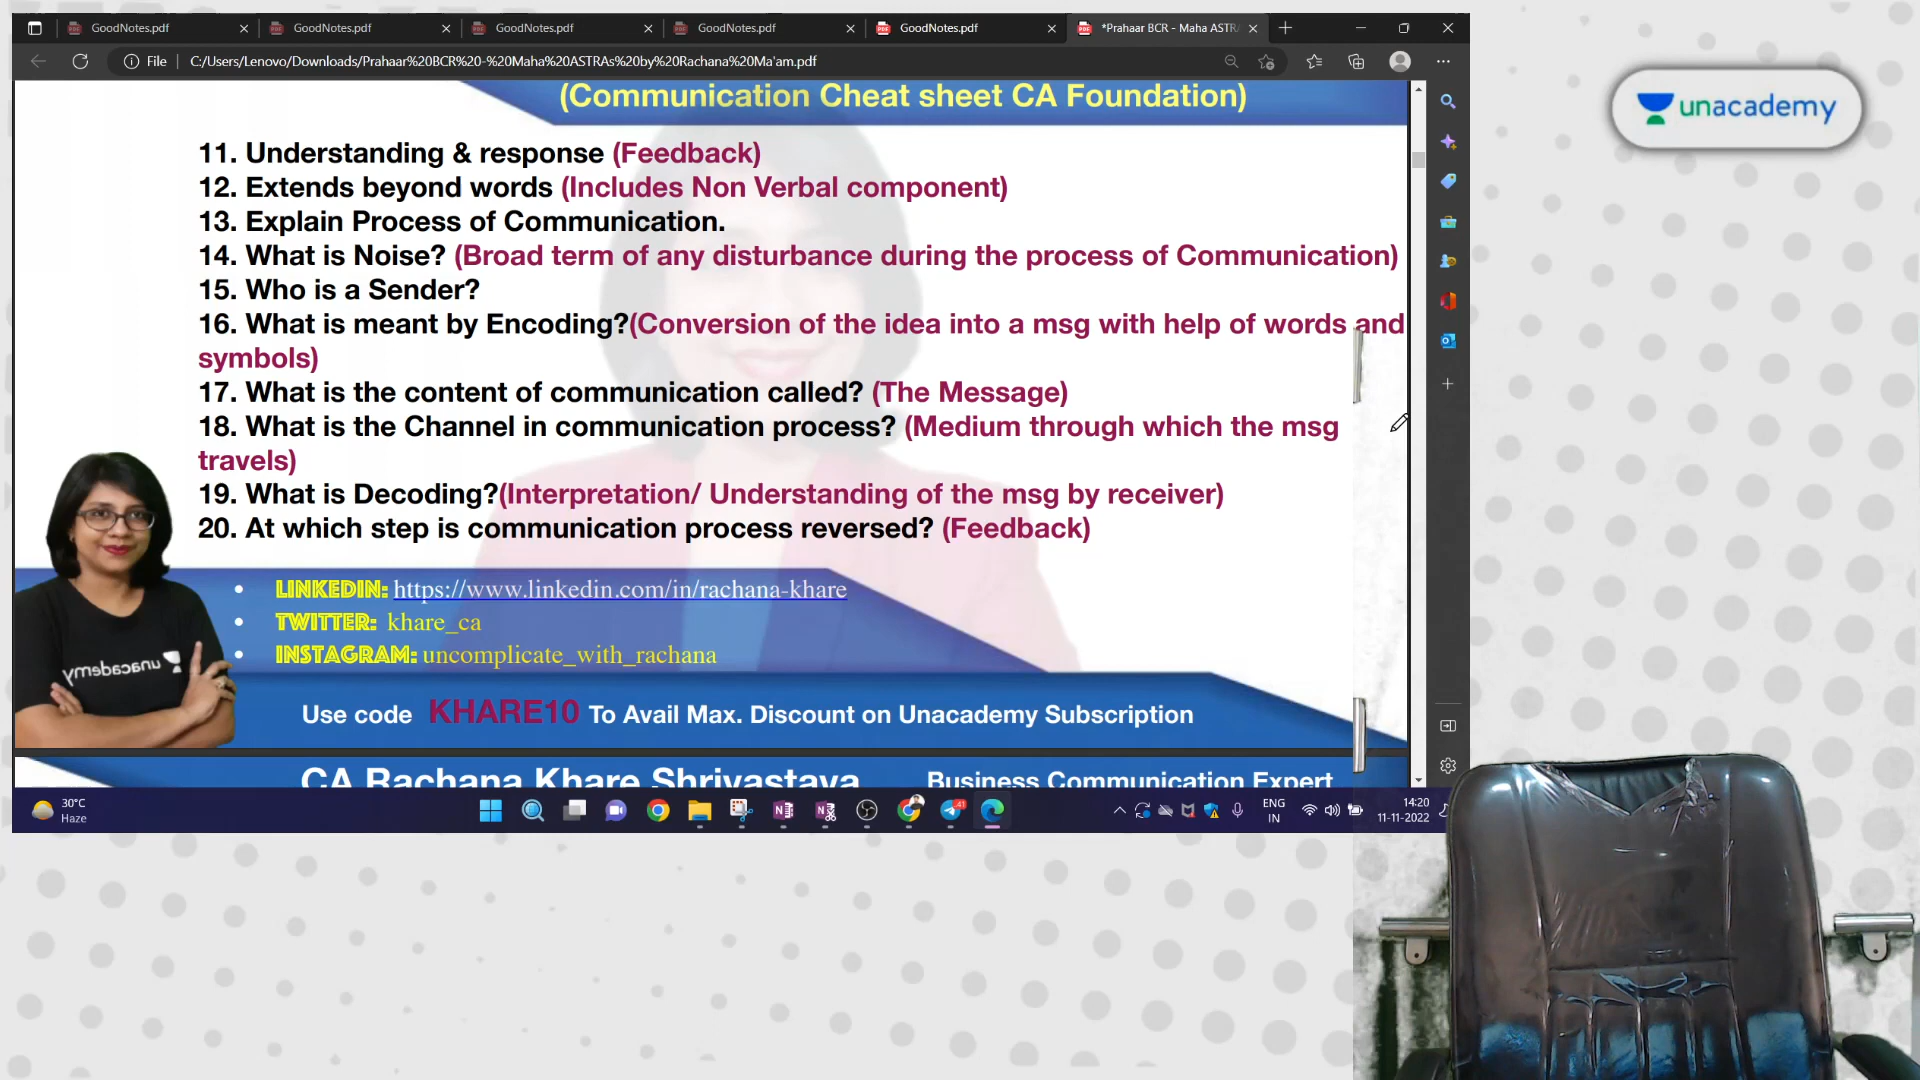 GoodNotes.pdf
GoodNotes.pdf
GoodNotes.pdf
GoodNotes.pdf
GoodNotes.pdf
*Prahaar BCR - Maha ASTR
File
C:/Users/Lenovo/Downloads/Prahaar%20BCR%20-%20Maha%20ASTRAs%20by%20Rachana%20Ma'am.pdf
unacademy
(Communication Cheat sheet CA Foundation)
11. Understanding & response (Feedback)
12. Extends beyond words (Includes Non Verbal component)
13. Explain Process of Communication.
14. What is Noise? (Broad term of any disturbance during the process of Communication)
15. Who is a Sender?
16. What is meant by Encoding?(Conversion of the idea into a msg with help of words and
symbols)
17. What is the content of communication called? (The Message)
18. What is the Channel in communication process? (Medium through which the msg
travels)
19. What is Decoding?(Interpretation/ Understanding of the msg by receiver)
20. At which step is communication process reversed? (Feedback)
unacademy
• LINKEDIN: https://www.linkedin.com/in/rachana-khare
• TWITTER: khare_ca
• INSTAGRAM: uncomplicate_with_rachana
Use code KHARE10 To Avail Max. Discount on Unacademy Subscription
CA Rachana Khare Shrivastava Business Communication Expert
30°C
Haze
41
ENG
IN
14:20
11-11-2022